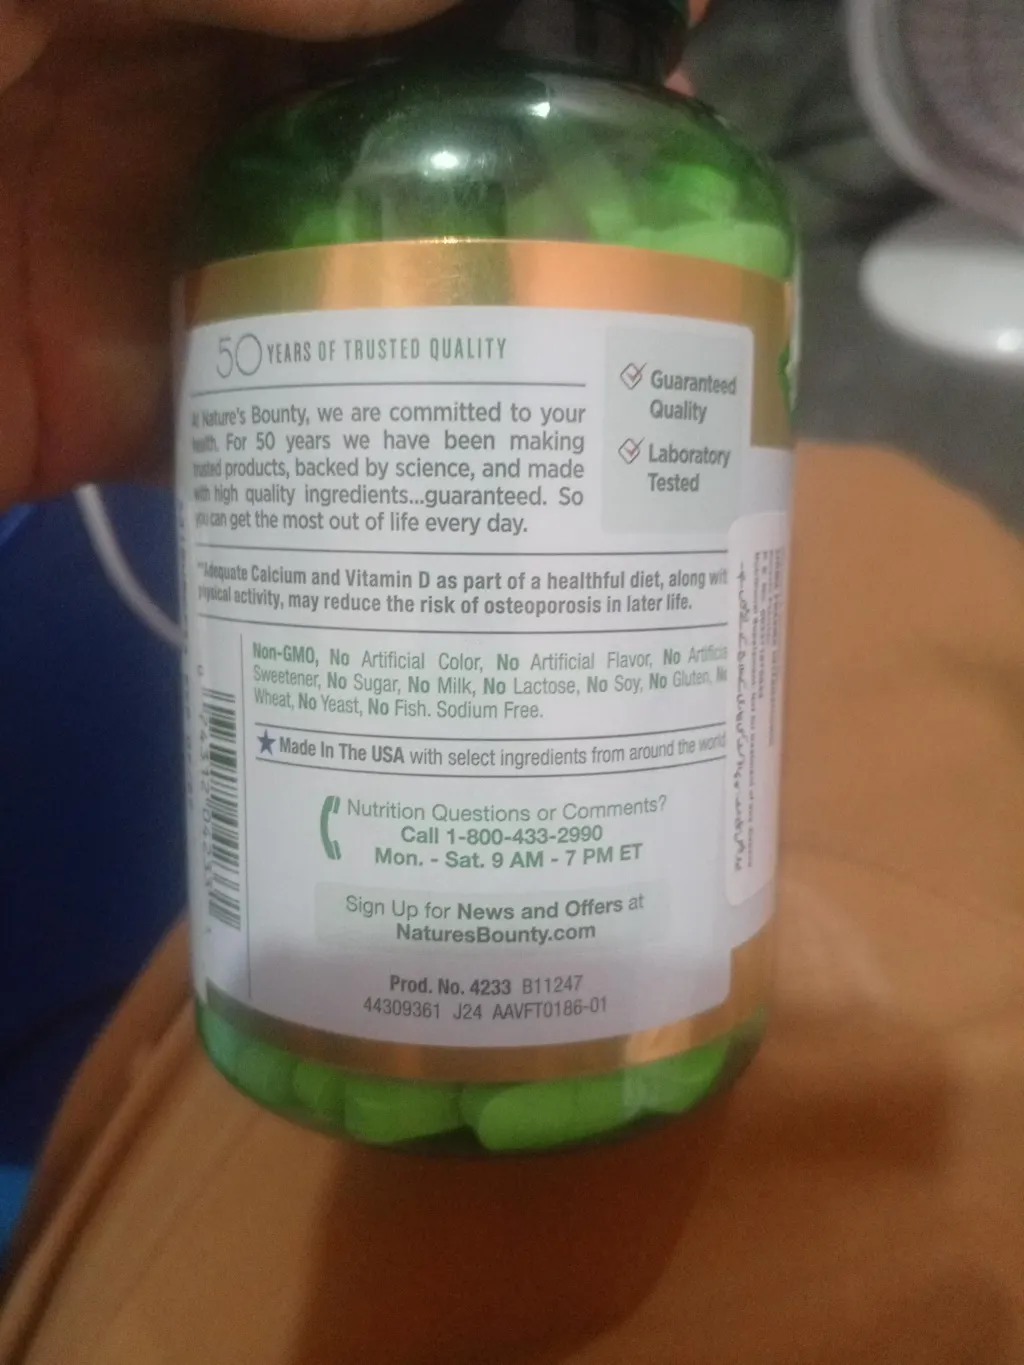 50 YEARS OF TRUSTED QUALITY
At Nature's Bounty, we are committed to your
health. For 50 years we have been making
trusted products, backed by science, and made
with high quality ingredients...guaranteed. So
you can get the most out of life every day.
Guaranteed
Quality
Laboratory
Tested
**Adequate Calcium and Vitamin D as part of a healthful diet, along with
physical activity, may reduce the risk of osteoporosis in later life.
Non-GMO, No Artificial Color, No Artificial Flavor, No Artificial
Sweetener, No Sugar, No Milk, No Lactose, No Soy, No Gluten, No
Wheat, No Yeast, No Fish. Sodium Free.
Made In The USA with select ingredients from around the world
Nutrition Questions or Comments?
Call 1-800-433-2990
Mon. - Sat. 9 AM - 7 PM ET
Sign Up for News and Offers at
NaturesBounty.com
Prod. No. 4233 B11247
44309361 J24 AAVFT0186-01